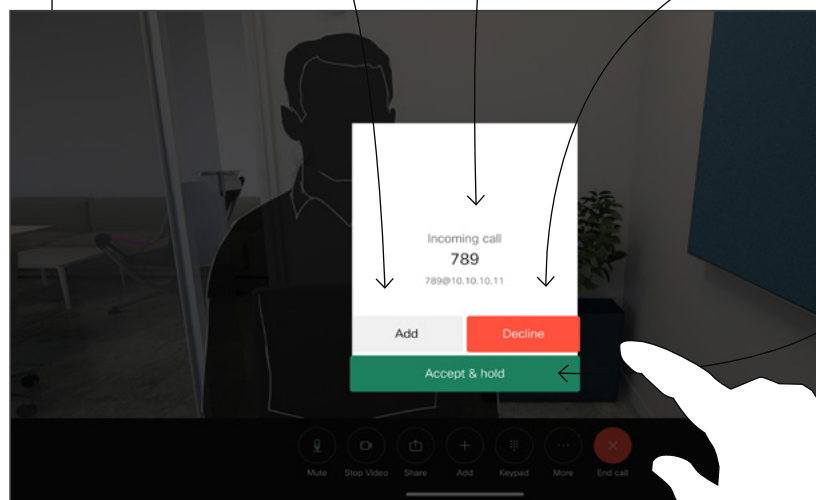 Incoming call
789
789@10.10.10.11
Add Decline
Accept & hold
Mute Stop Video Share Add Keypad More End call